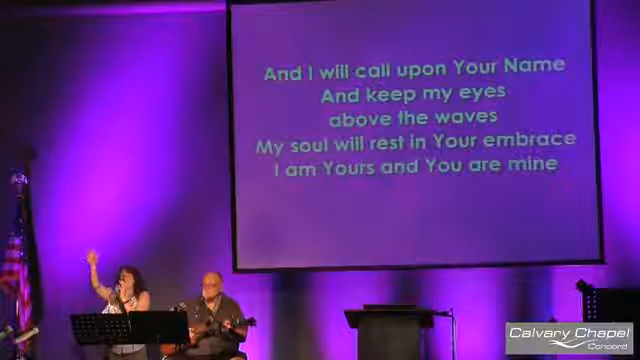 And I will call upon Your Name
And keep my eyes
above the waves
My soul will rest in Your embrace
I am Yours and You are mine
Calvary Chapel
Concord